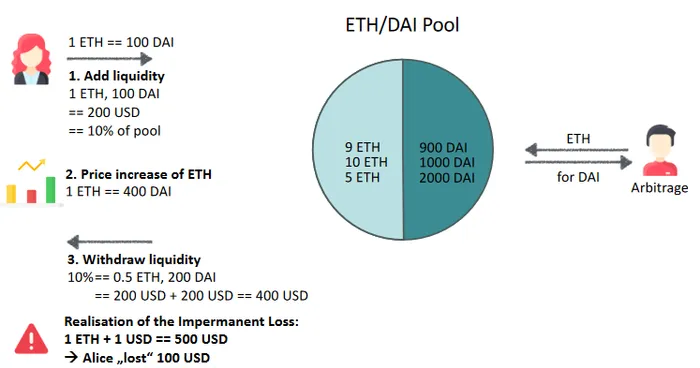 ETH/DAI Pool
1 ETH == 100 DAI
1. Add liquidity
1 ETH, 100 DAI
== 200 USD
== 10% of pool
2. Price increase of ETH
1 ETH == 400 DAI
3. Withdraw liquidity
10%== 0.5 ETH, 200 DAI
== 200 USD + 200 USD == 400 USD
Realisation of the Impermanent Loss:
1 ETH + 1 USD == 500 USD
→ Alice „lost“ 100 USD
9 ETH 900 DAI
10 ETH 1000 DAI
5 ETH 2000 DAI
ETH
for DAI
Arbitrage